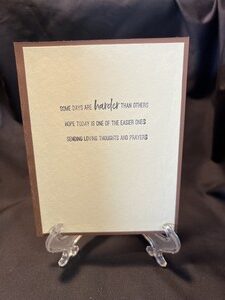 SOME DAYS ARE harder THAN OTHERS
HOPE TODAY IS ONE OF THE EASIER ONES
SENDING LOVING THOUGHTS AND PRAYERS